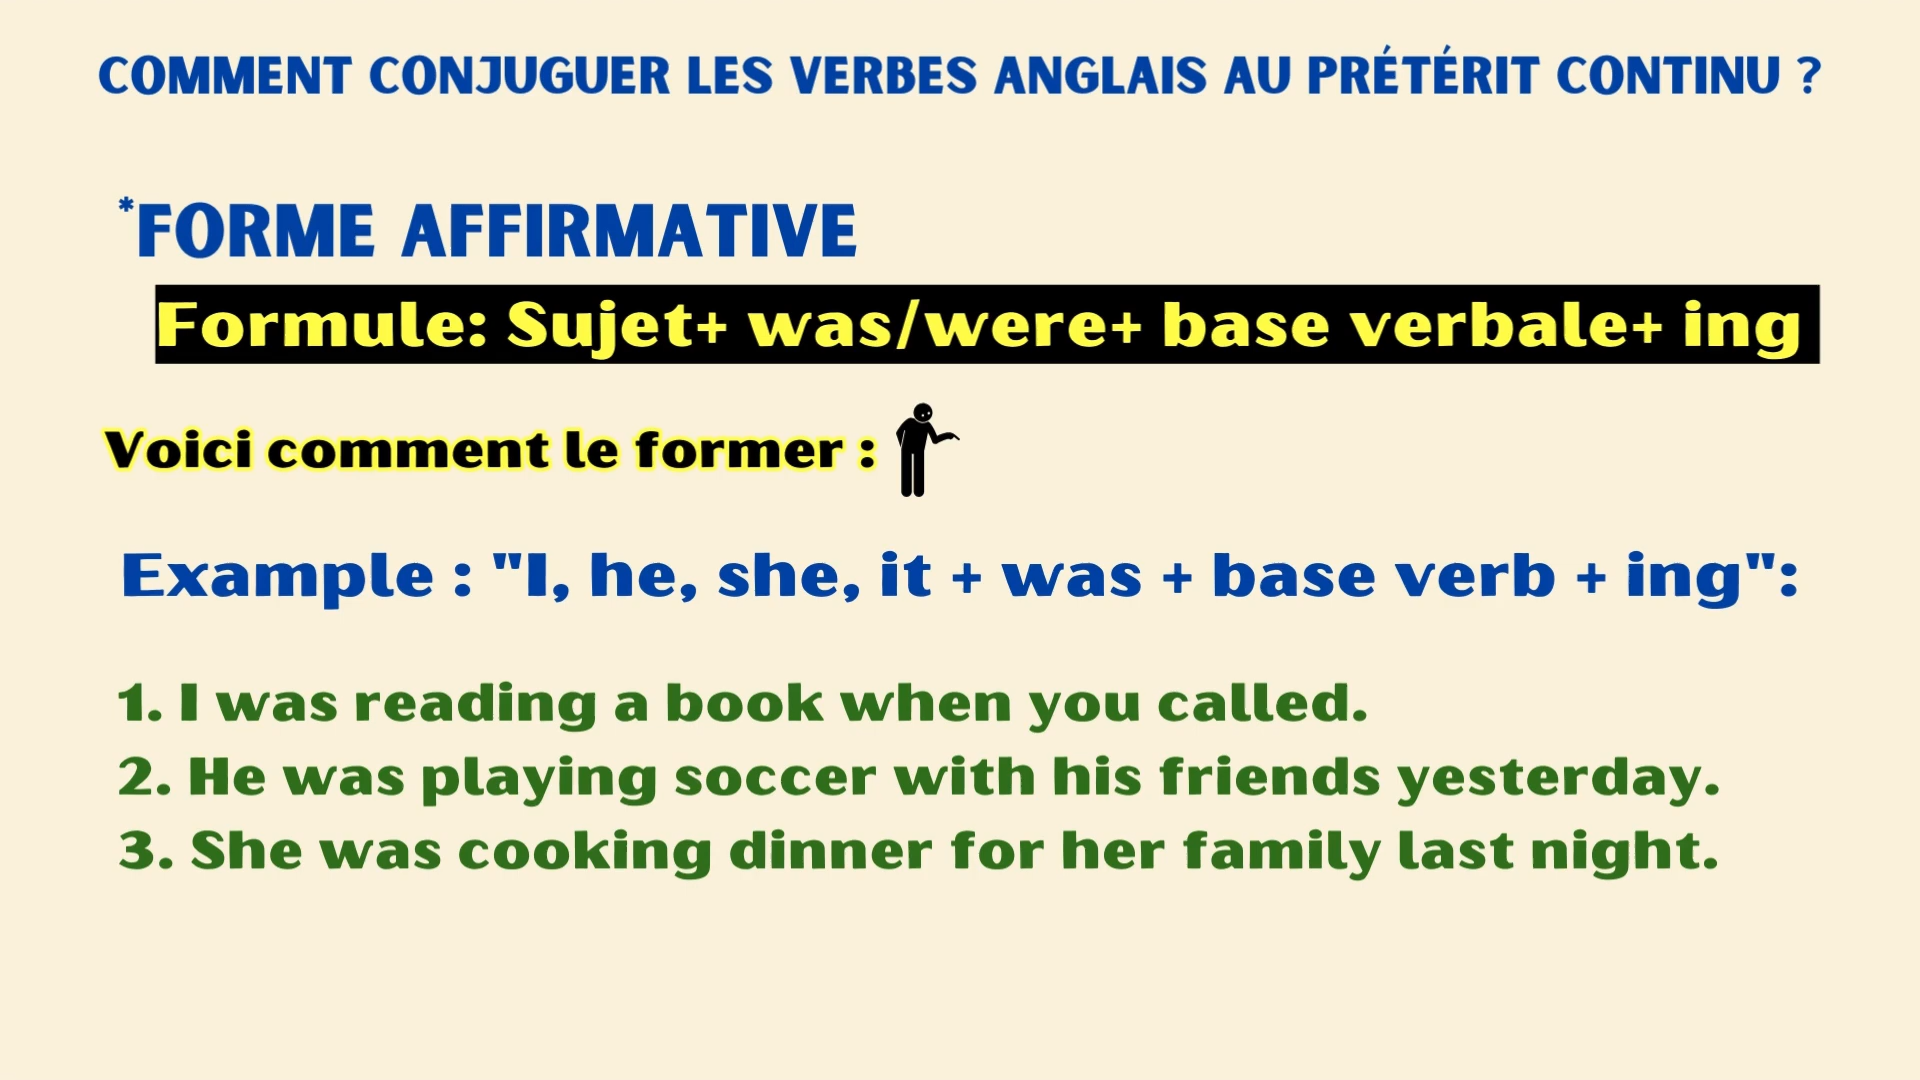 COMMENT CONJUGUER LES VERBES ANGLAIS AU PRÉTÉRIT CONTINU ?
*FORME AFFIRMATIVE
Formule: Sujet+ was/were+ base verbale+ ing
Voici comment le former :
Example : "I, he, she, it + was + base verb + ing":
1. I was reading a book when you called.
2. He was playing soccer with his friends yesterday.
3. She was cooking dinner for her family last night.